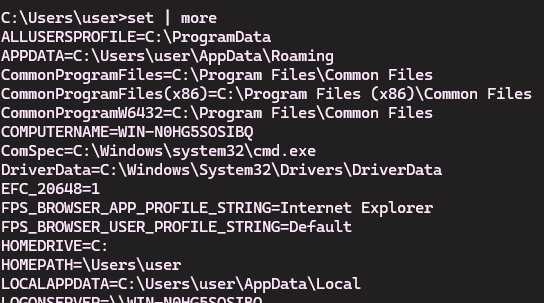 C:\Users\user>set | more
ALLUSERSPROFILE=C:\ProgramData
APPDATA=C:\Users\user\AppData\Roaming
CommonProgramFiles=C:\Program Files\Common Files
CommonProgramFiles(x86)=C:\Program Files (x86)\Common Files
CommonProgramW6432=C:\Program Files\Common Files
COMPUTERNAME=WIN-N0HG5SOSIBQ
ComSpec=C:\Windows\system32\cmd.exe
DriverData=C:\Windows\System32\Drivers\DriverData
EFC_20648=1
FPS_BROWSER_APP_PROFILE_STRING=Internet Explorer
FPS_BROWSER_USER_PROFILE_STRING=Default
HOMEDRIVE=C:
HOMEPATH=\Users\user
LOCALAPPDATA=C:\Users\user\AppData\Local
LOGONSERVER=\\WIN-N0HG5SOSIBQ